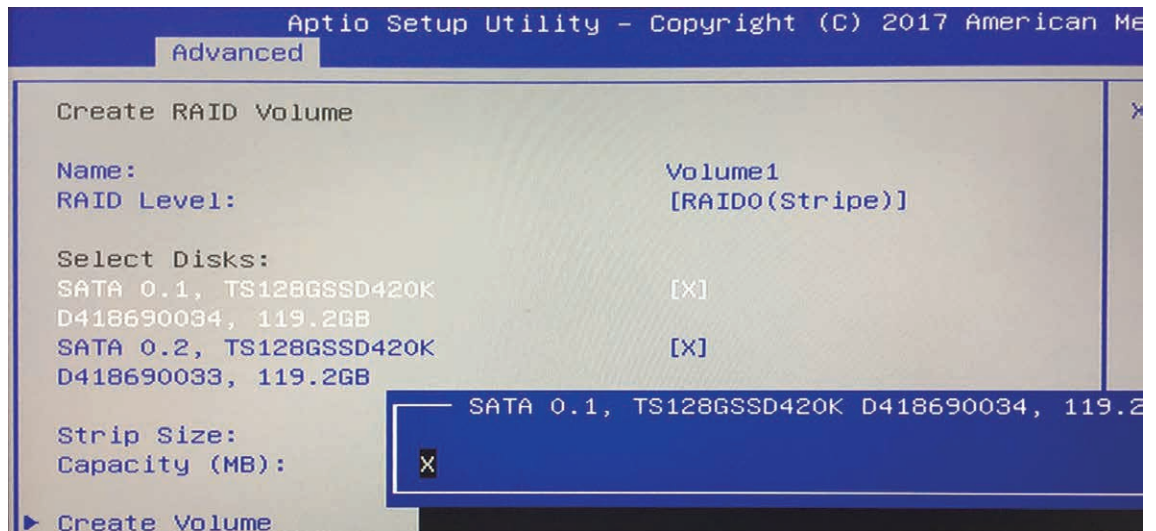 Aptio Setup Utility – Copyright (C) 2017 American
Advanced
Create RAID Volume
Name: Volume1
RAID Level: [RAID0(Stripe)]
Select Disks:
SATA 0.1, TS128GSSD420K [X]
D418690034, 119.2GB
SATA 0.2, TS128GSSD420K [X]
D418690033, 119.2GB
SATA 0.1, TS128GSSD420K D418690034, 119.2
Strip Size:
X
Capacity (MB):
▶ Create Volume